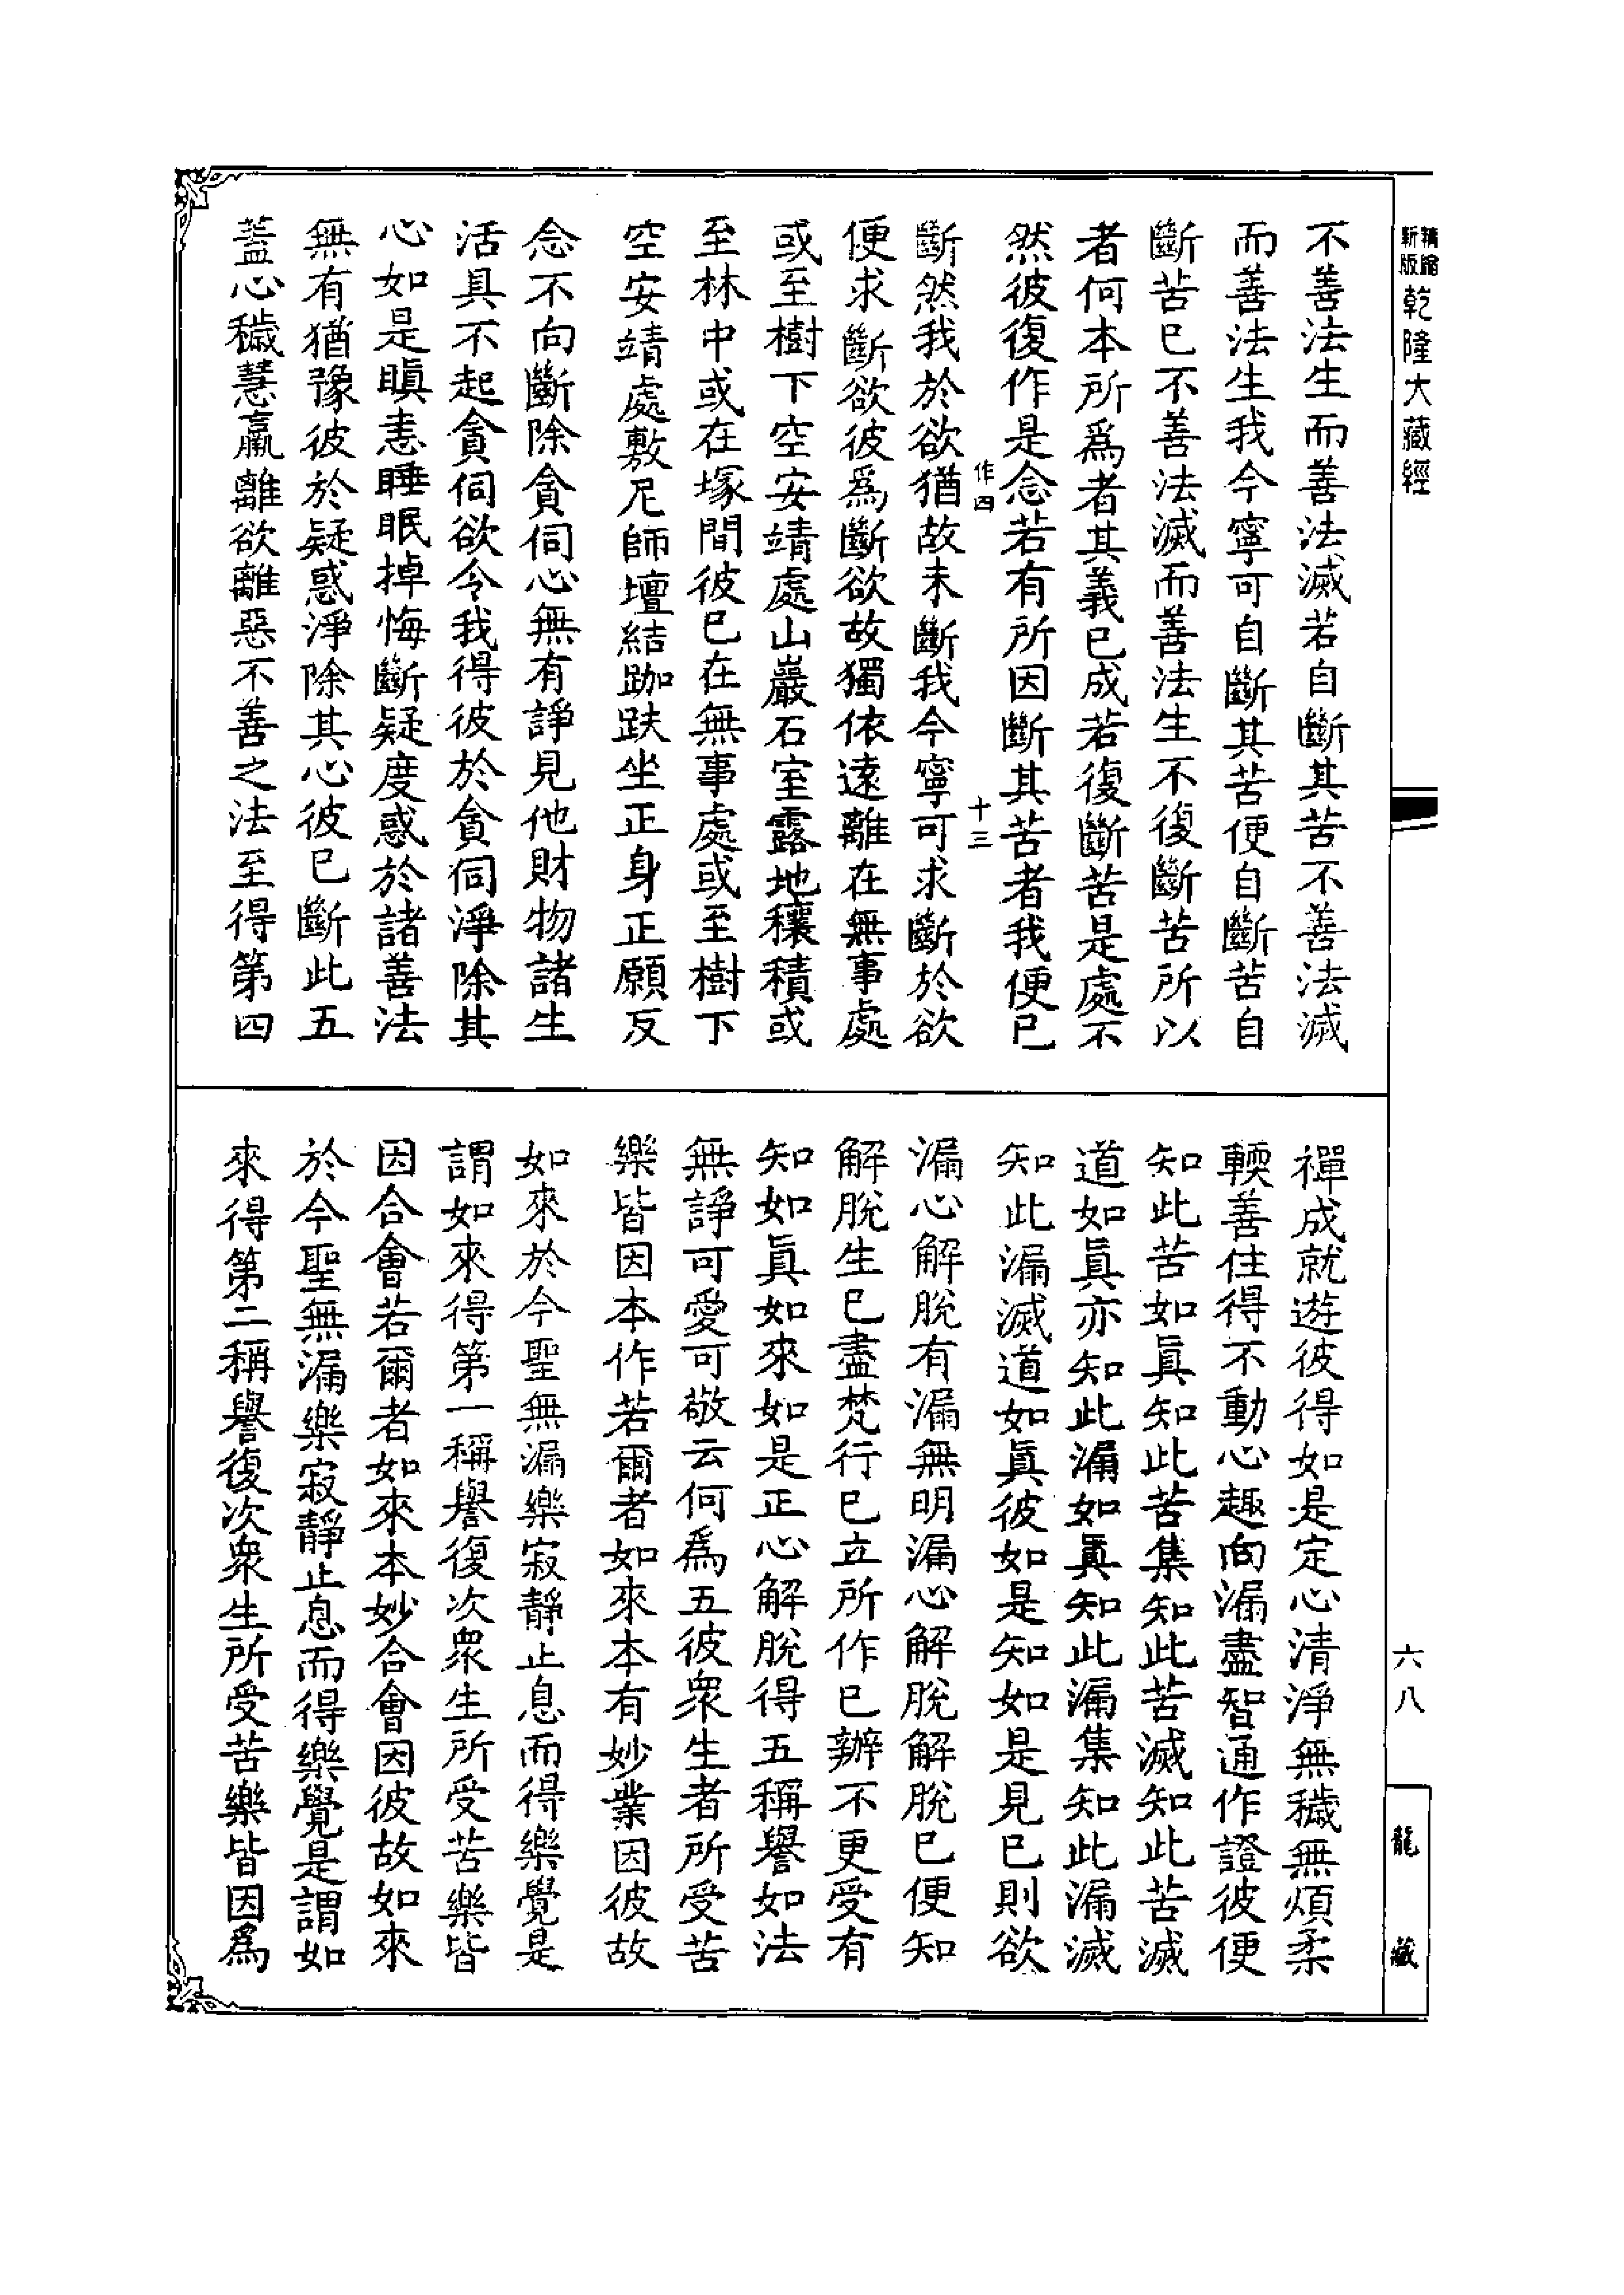 精縮新版乾隆大藏經
六八
龍藏
不善法生而善法滅若自斷其苦不善法滅
而善法生我今寧可自斷其苦便自斷苦自
斷苦已不善法滅而善法生不復斷苦所以
者何本所爲者其義已成若復斷苦是處不
然彼復作是念若有所因斷其苦者我便已
作四
十三
斷然我於欲猶故未斷我今寧可求斷於欲
便求斷欲彼爲斷欲故獨依遠離在無事處
或至樹下空安靖處山巖石室露地穰積或
至林中或在塚間彼已在無事處或至樹下
空安靖處敷尼師壇結跏趺坐正身正願反
念不向斷除貪伺心無有諍見他財物諸生
活具不起貪伺欲令我得彼於貪伺淨除其
心如是瞋恚睡眠掉悔斷疑度惑於諸善法
無有猶豫彼於疑惑淨除其心彼已斷此五
蓋心穢慧羸離欲離惡不善之法至得第四
禪成就遊彼得如是定心清淨無穢無煩柔
輭善住得不動心趣向漏盡智通作證彼便
知此苦如眞知此苦集知此苦滅知此苦滅
道如眞亦知此漏如眞知此漏集知此漏滅
知此漏滅道如眞彼如是知如是見已則欲
漏心解脫有漏無明漏心解脫解脫已便知
解脫生已盡梵行已立所作已辦不更受有
知如眞如來如是正心解脫得五稱譽如法
無諍可愛可敬云何爲五彼衆生者所受苦
樂皆因本作若爾者如來本有妙業因彼故
如來於今聖無漏樂寂靜止息而得樂覺是
謂如來得第一稱譽復次衆生所受苦樂皆
因合會若爾者如來本妙合會因彼故如來
於今聖無漏樂寂靜止息而得樂覺是謂如
來得第二稱譽復次衆生所受苦樂皆因爲